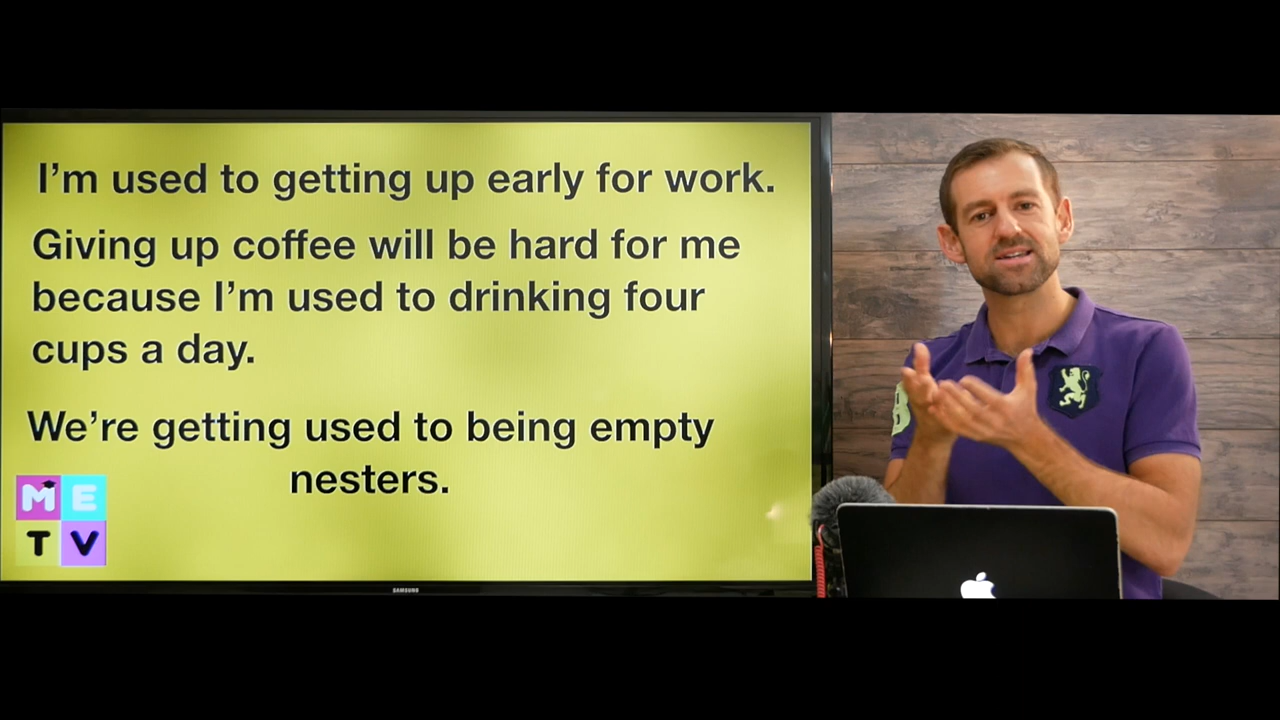 I'm used to getting up early for work.
Giving up coffee will be hard for me
because I'm used to drinking four
cups a day.
We're getting used to being empty
nesters.
ME
TV
SAMSUNG